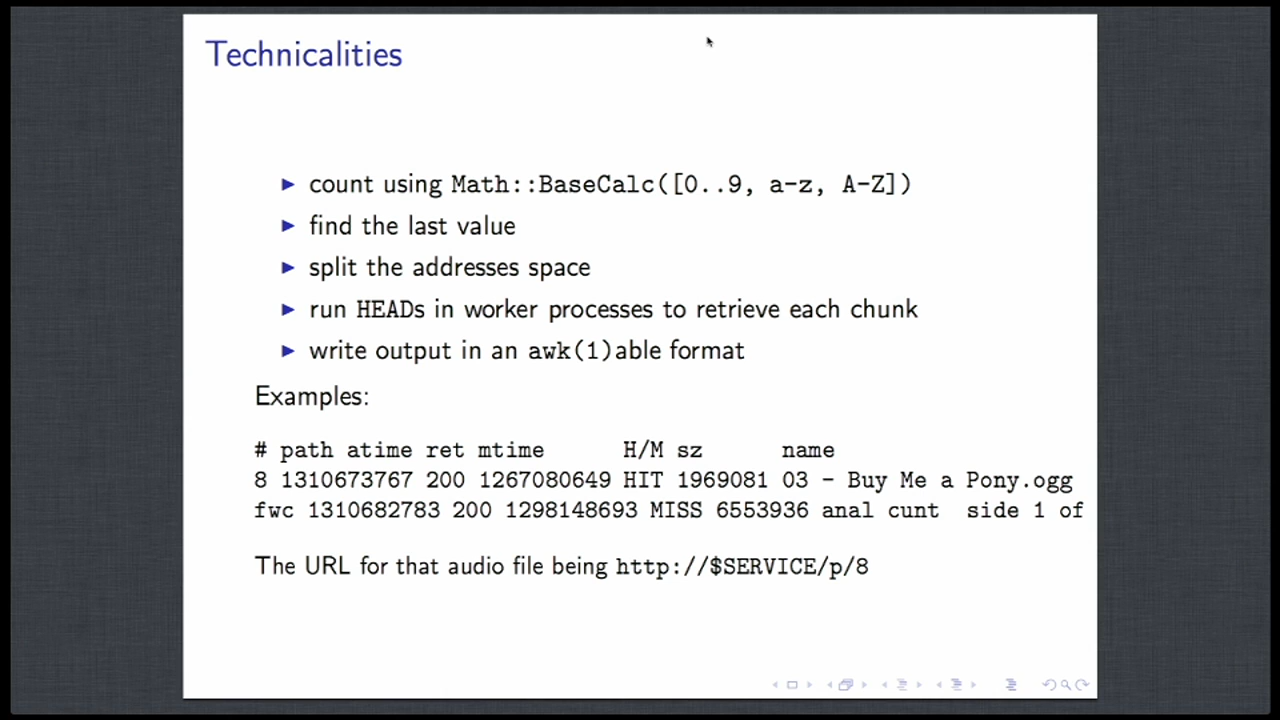 Technicalities
count using Math::BaseCalc([0..9, a-z, A-Z])
find the last value
split the addresses space
run HEADs in worker processes to retrieve each chunk
write output in an awk(1)able format
Examples:
# path atime ret mtime H/M sz name
8 1310673767 200 1267080649 HIT 1969081 03 - Buy Me a Pony.ogg
fwc 1310682783 200 1298148693 MISS 6553936 anal cunt side 1 of
The URL for that audio file being http://$SERVICE/p/8